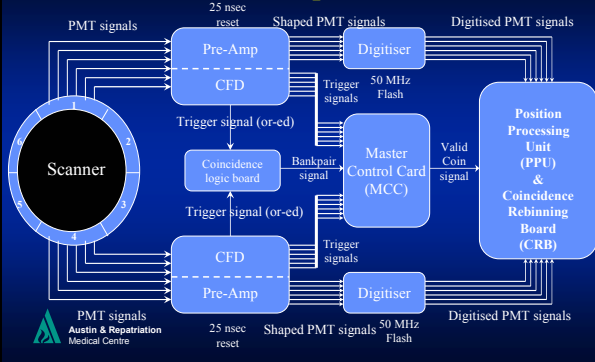 25 nsec
reset
PMT signals
Shaped PMT signals
Digitised PMT signals
Pre-Amp
CFD
Digitiser
50 MHz
Flash
Trigger
signals
Trigger signal (or-ed)
1
2
3
4
5
6
Scanner
Coincidence
logic board
Bankpair
signal
Master
Control Card
(MCC)
Valid
Coin
signal
Position
Processing
Unit
(PPU)
&
Coincidence
Rebinning
Board
(CRB)
Trigger signal (or-ed)
Trigger
signals
CFD
Pre-Amp
Digitiser
PMT signals
25 nsec
reset
Shaped PMT signals
50 MHz
Flash
Digitised PMT signals
Austin & Repatriation
Medical Centre